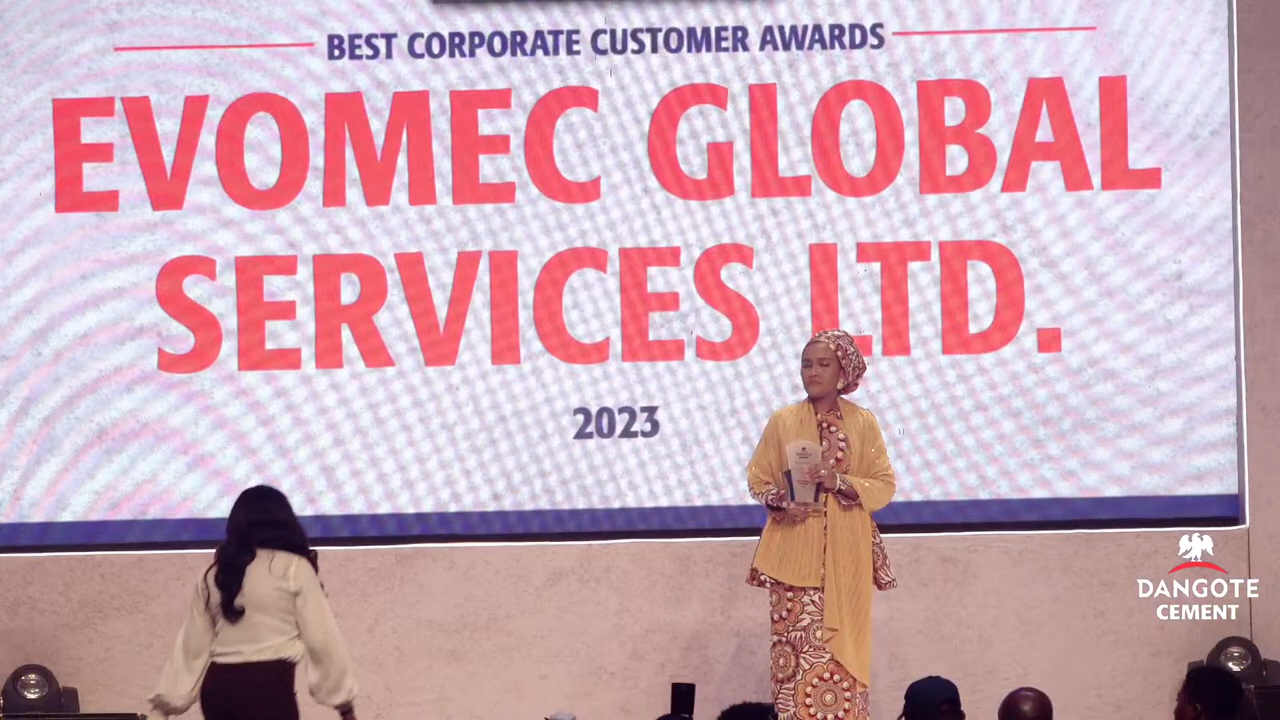 BEST CORPORATE CUSTOMER AWARDS
EVOMEC GLOBAL
SERVICES LTD.
2023
DANGOTE
CEMENT